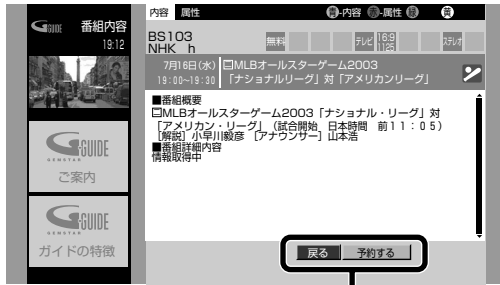 G GUIDE 番組内容
19:12
内容 属性 青-内容 赤-属性 緑 黄
BS103
NHK h
無料 テレビ 16:9 1125 ステレオ
7月16日(水) 19:00~19:30
MLBオールスターゲーム2003
「ナショナルリーグ」対「アメリカンリーグ」
■番組概要
MLBオールスターゲーム2003「ナショナル・リーグ」対
「アメリカン・リーグ」(試合開始 日本時間 前11:05)
[解説]小早川毅彦 [アナウンサー]山本浩
■番組詳細内容
情報取得中
G-GUIDE
GEMSTAR
ご案内
G-GUIDE
GEMSTAR
ガイドの特徴
戻る 予約する